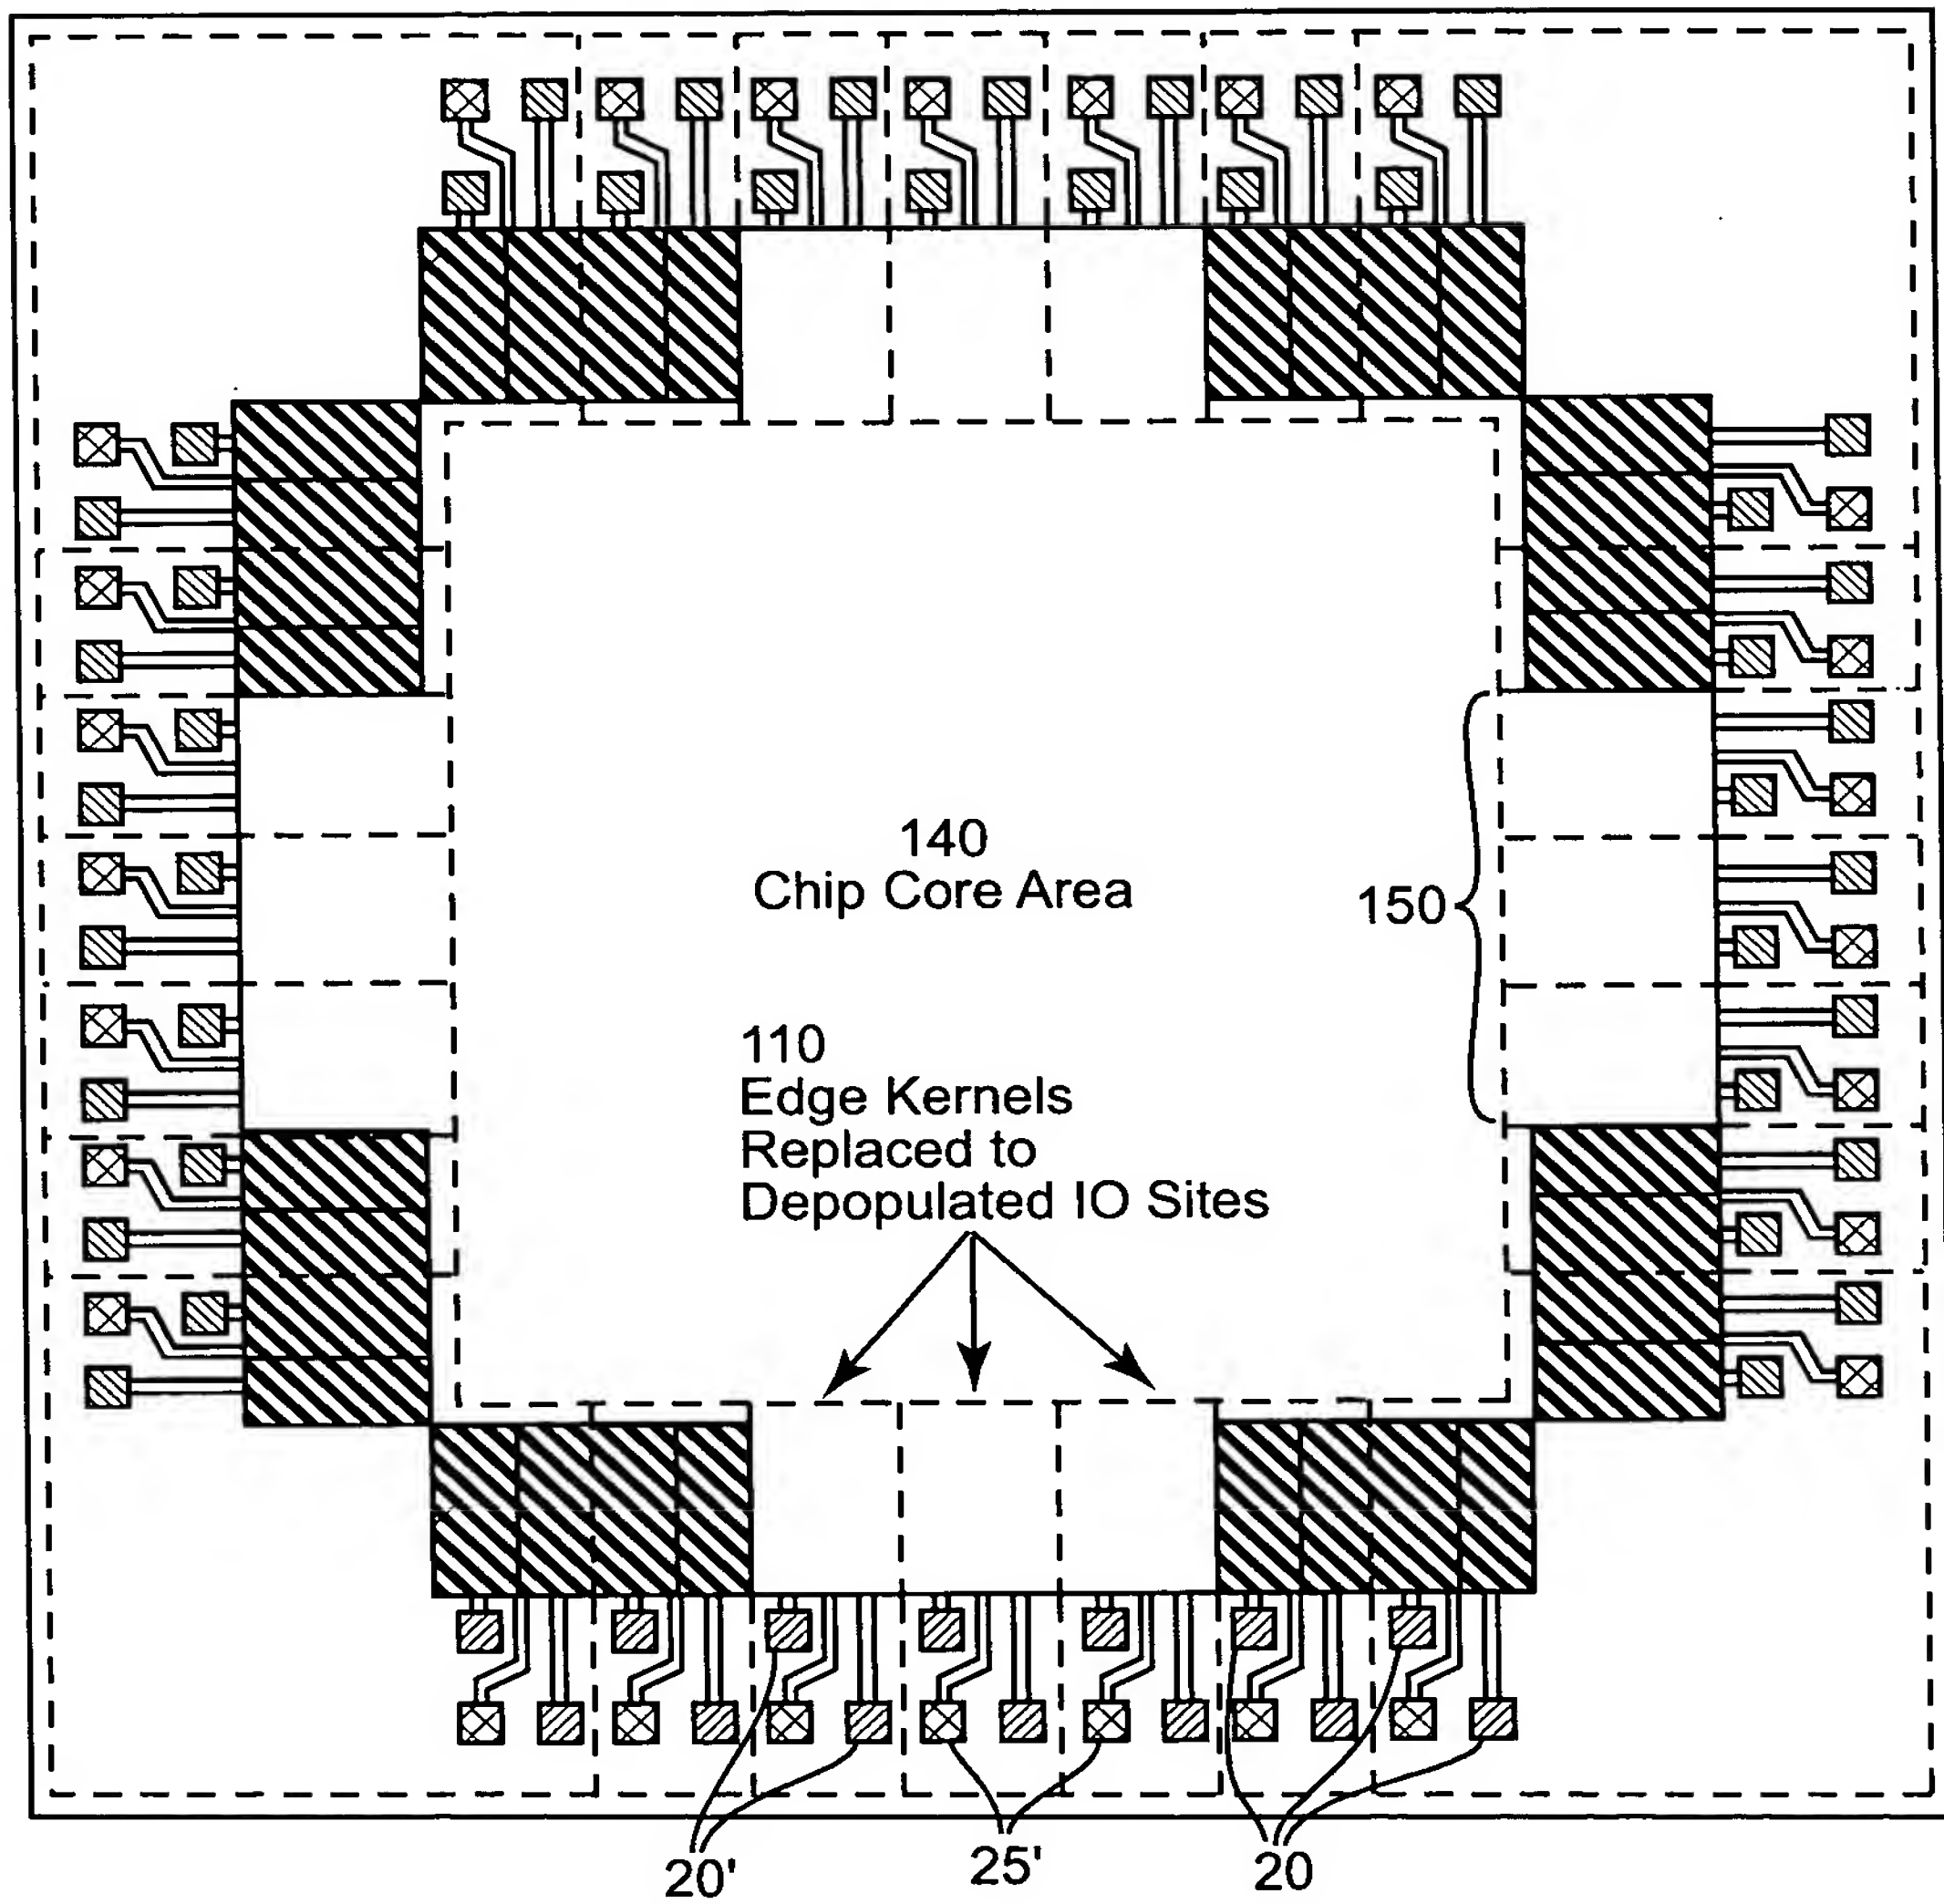 140
Chip Core Area
150
110
Edge Kernels
Replaced to
Depopulated IO Sites
20'
25'
20